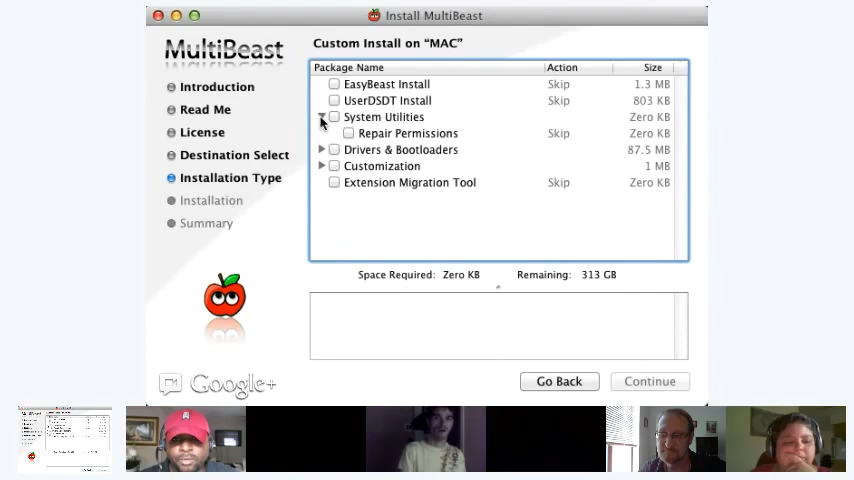 Install MultiBeast
MultiBeast
Custom Install on “MAC”
Introduction
Read Me
License
Destination Select
Installation Type
Installation
Summary
Package Name Action Size
EasyBeast Install Skip 1.3 MB
UserDSDT Install Skip 803 KB
System Utilities Zero KB
Repair Permissions Skip Zero KB
Drivers & Bootloaders 87.5 MB
Customization 1 MB
Extension Migration Tool Skip Zero KB
Space Required: Zero KB Remaining: 313 GB
Google+
Go Back Continue